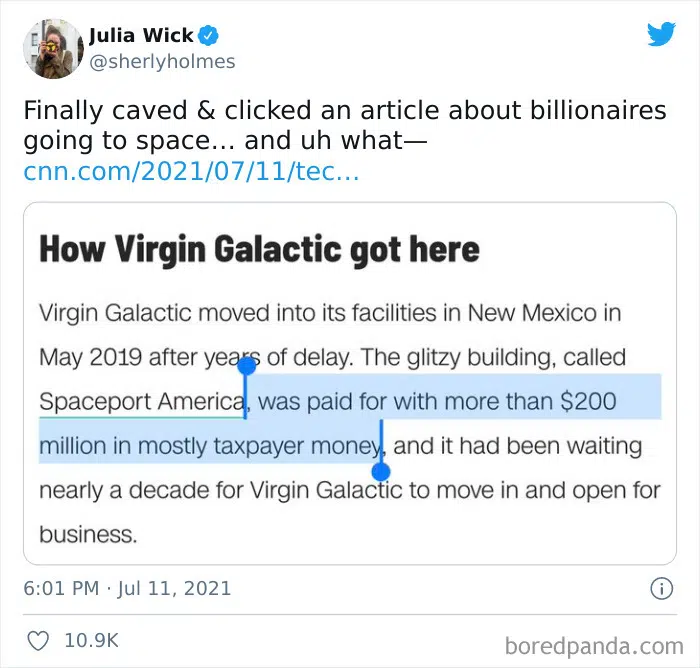 Julia Wick
@sherlyholmes
Finally caved & clicked an article about billionaires
going to space... and uh what—
cnn.com/2021/07/11/tec...
How Virgin Galactic got here
Virgin Galactic moved into its facilities in New Mexico in
May 2019 after years of delay. The glitzy building, called
Spaceport America, was paid for with more than $200
million in mostly taxpayer money, and it had been waiting
nearly a decade for Virgin Galactic to move in and open for
business.
6:01 PM · Jul 11, 2021
10.9K
boredpanda.com